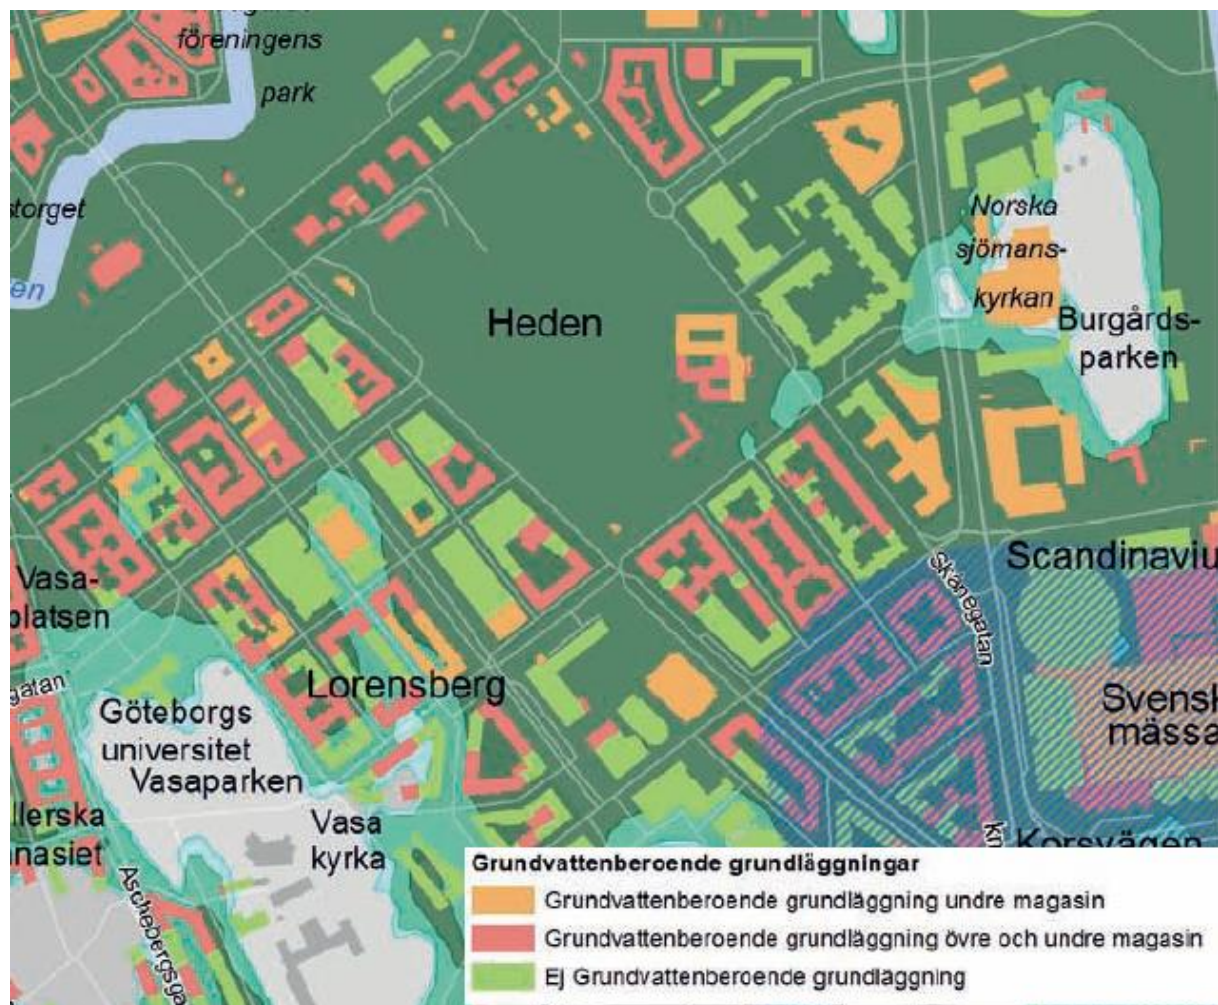 föreningens
park
storget
en
Norska
sjömans-
kyrkan
Heden
Burgårds-
parken
Scandinaviu
Skånegatan
Vasa-
platsen
gatan
Lorensberg
Svensk
mässa
Göteborgs
universitet
Vasaparken
llerska
nasiet
Vasa
kyrka
Korsvägen
Aschebergsga
Grundvattenberoende grundläggningar
Grundvattenberoende grundläggning undre magasin
Grundvattenberoende grundläggning övre och undre magasin
Ej Grundvattenberoende grundläggning